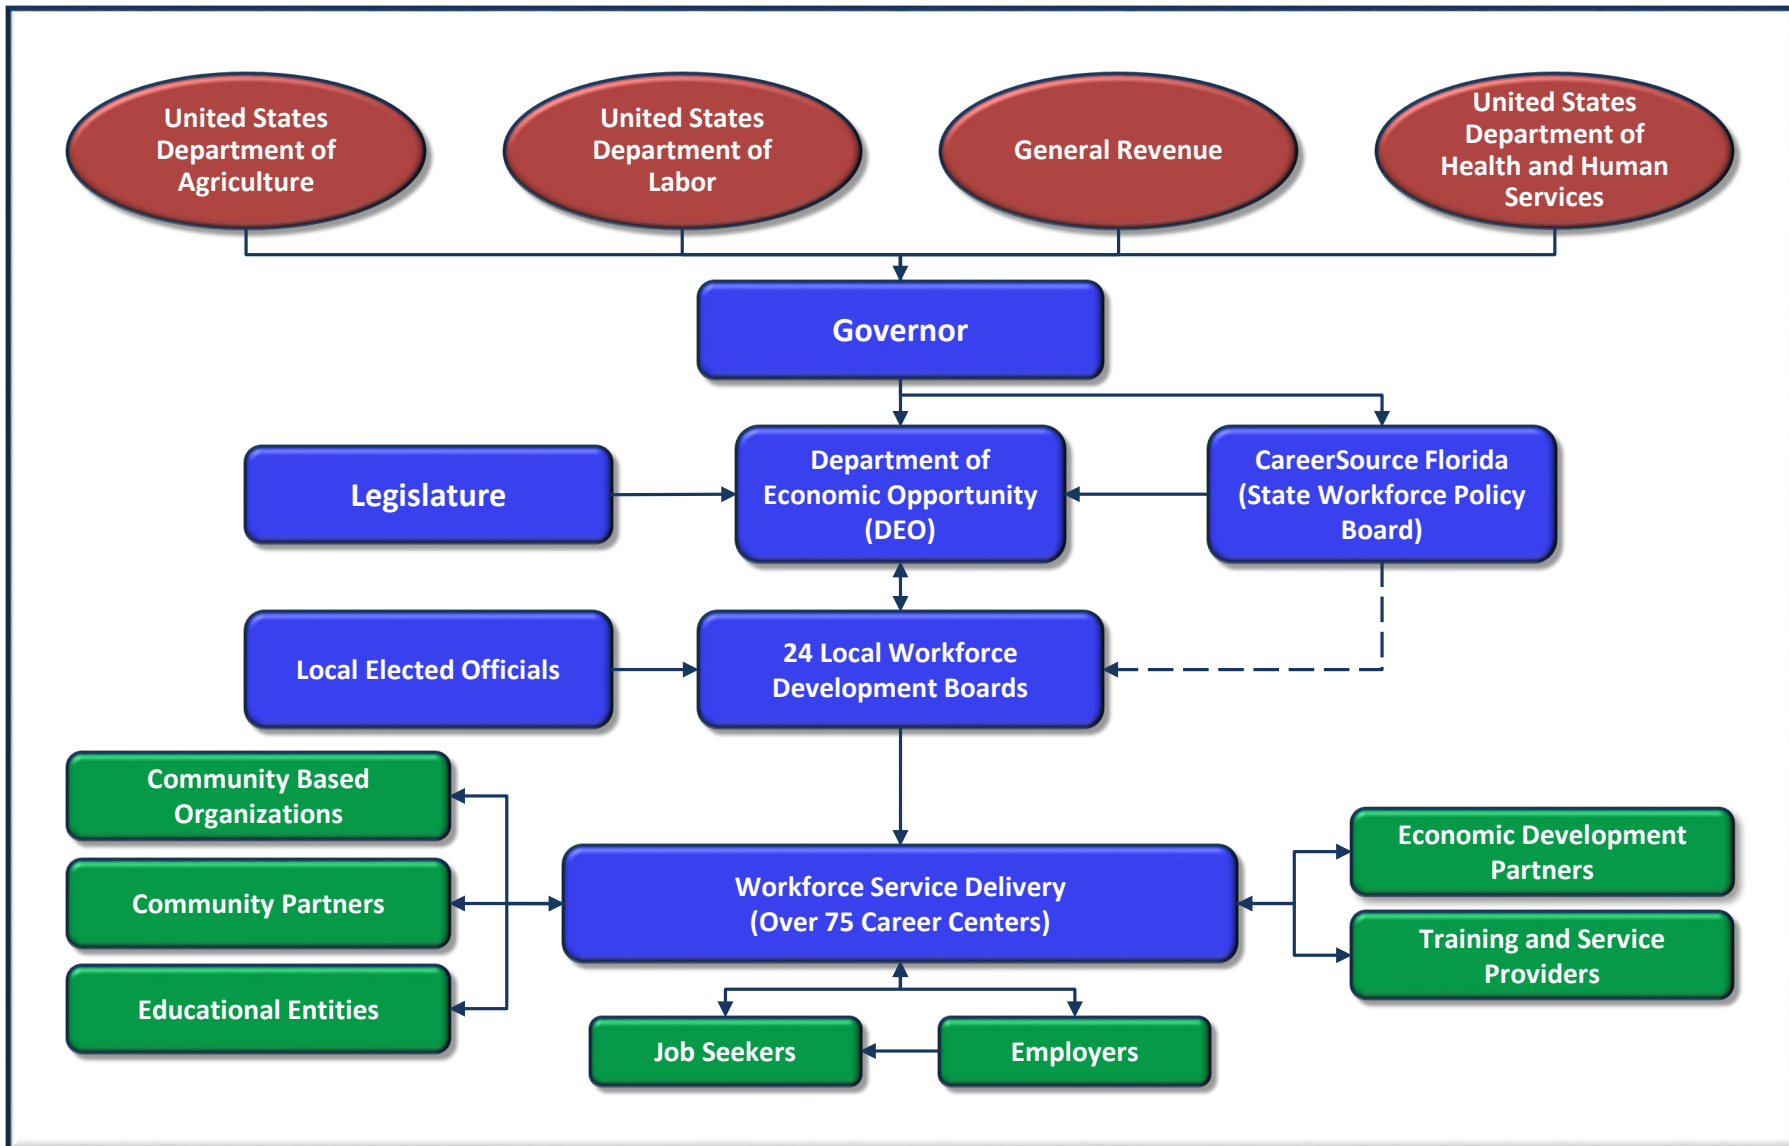 United States
Department of
Agriculture
United States
Department of
Labor
General Revenue
United States
Department of
Health and Human
Services
Governor
Legislature
Department of
Economic Opportunity
(DEO)
CareerSource Florida
(State Workforce Policy
Board)
Local Elected Officials
24 Local Workforce
Development Boards
Community Based
Organizations
Community Partners
Educational Entities
Workforce Service Delivery
(Over 75 Career Centers)
Economic Development
Partners
Training and Service
Providers
Job Seekers
Employers